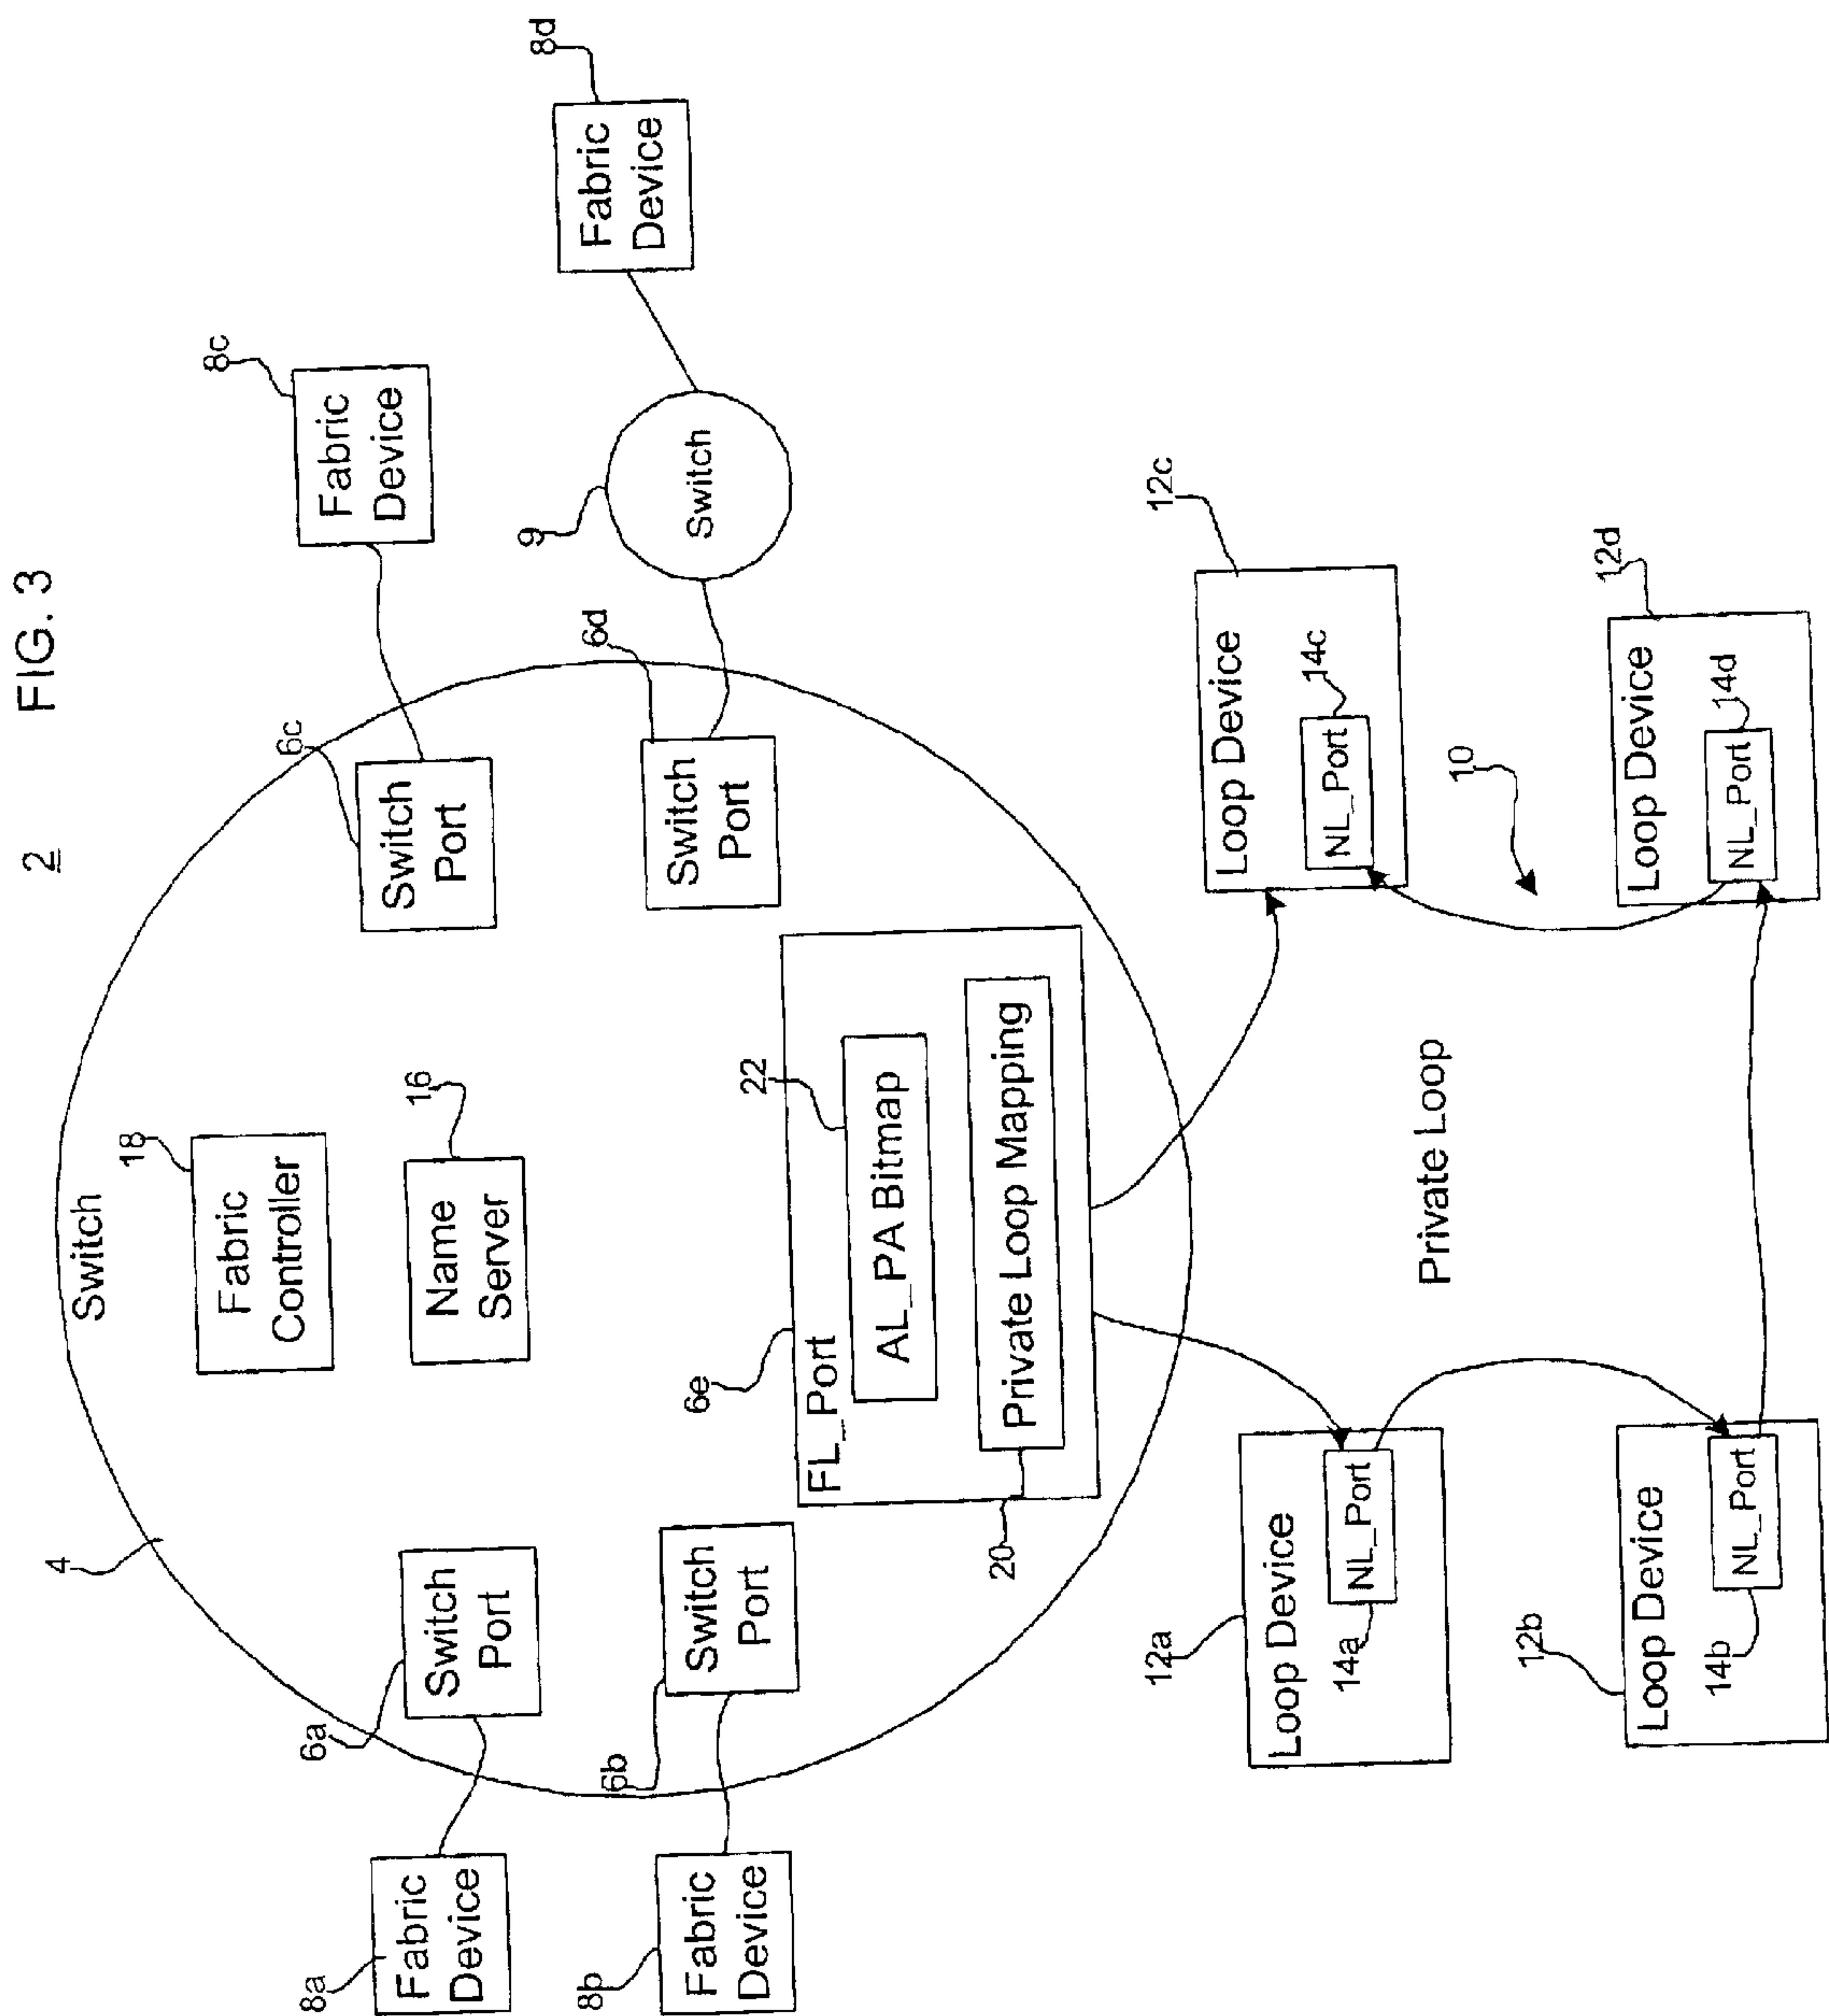 2 FIG. 3
Switch
4
18
Fabric
Controller
16
Name
Server
6a
Switch
Port
6b
Switch
Port
6c
Switch
Port
6d
Switch
Port
8a
Fabric
Device
8b
Fabric
Device
8c
Fabric
Device
9
Switch
8d
Fabric
Device
6e
FL_Port
22
AL_PA Bitmap
20
Private Loop Mapping
Private Loop
10
12a
Loop Device
14a
NL_Port
12b
Loop Device
14b
NL_Port
12c
Loop Device
14c
NL_Port
12d
Loop Device
14d
NL_Port